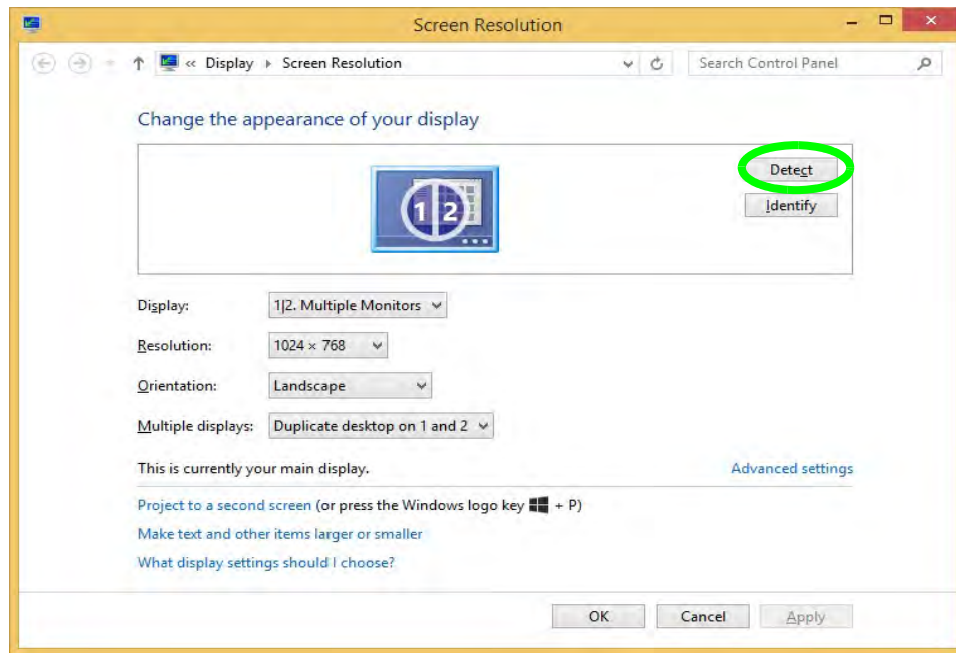 Screen Resolution
« Display ▸ Screen Resolution
Search Control Panel
Change the appearance of your display
1|2
Detect
Identify
Display: 1|2. Multiple Monitors
Resolution: 1024 × 768
Orientation: Landscape
Multiple displays: Duplicate desktop on 1 and 2
This is currently your main display. Advanced settings
Project to a second screen (or press the Windows logo key + P)
Make text and other items larger or smaller
What display settings should I choose?
OK Cancel Apply